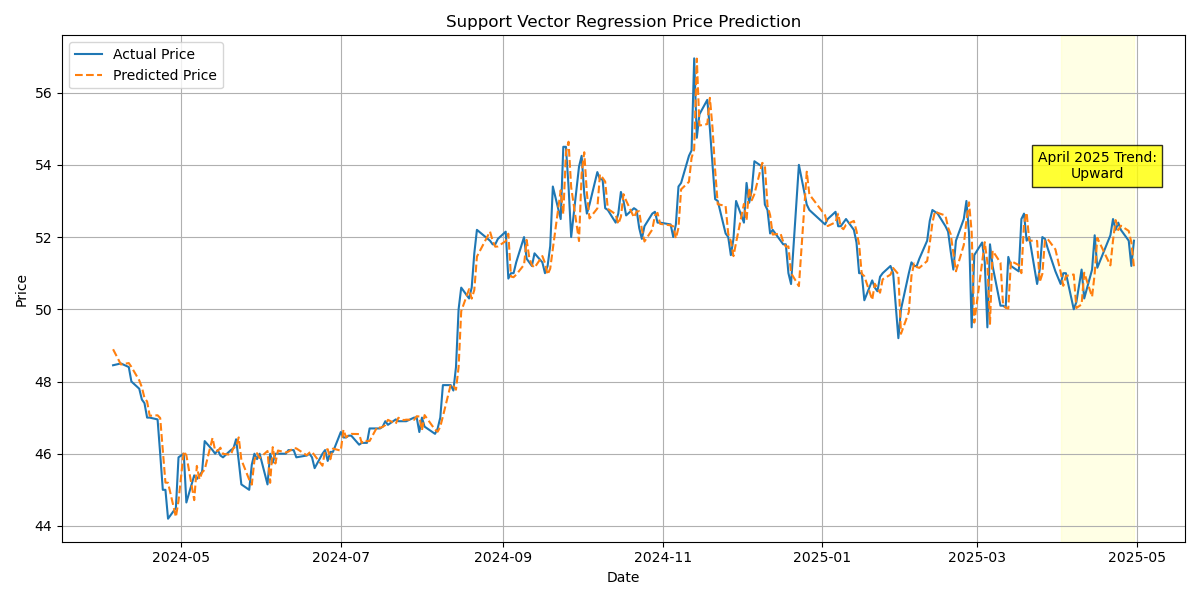 Support Vector Regression Price Prediction
Actual Price
Predicted Price
April 2025 Trend:
Upward
Price
56
54
52
50
48
46
44
2024-05
2024-07
2024-09
2024-11
2025-01
2025-03
2025-05
Date